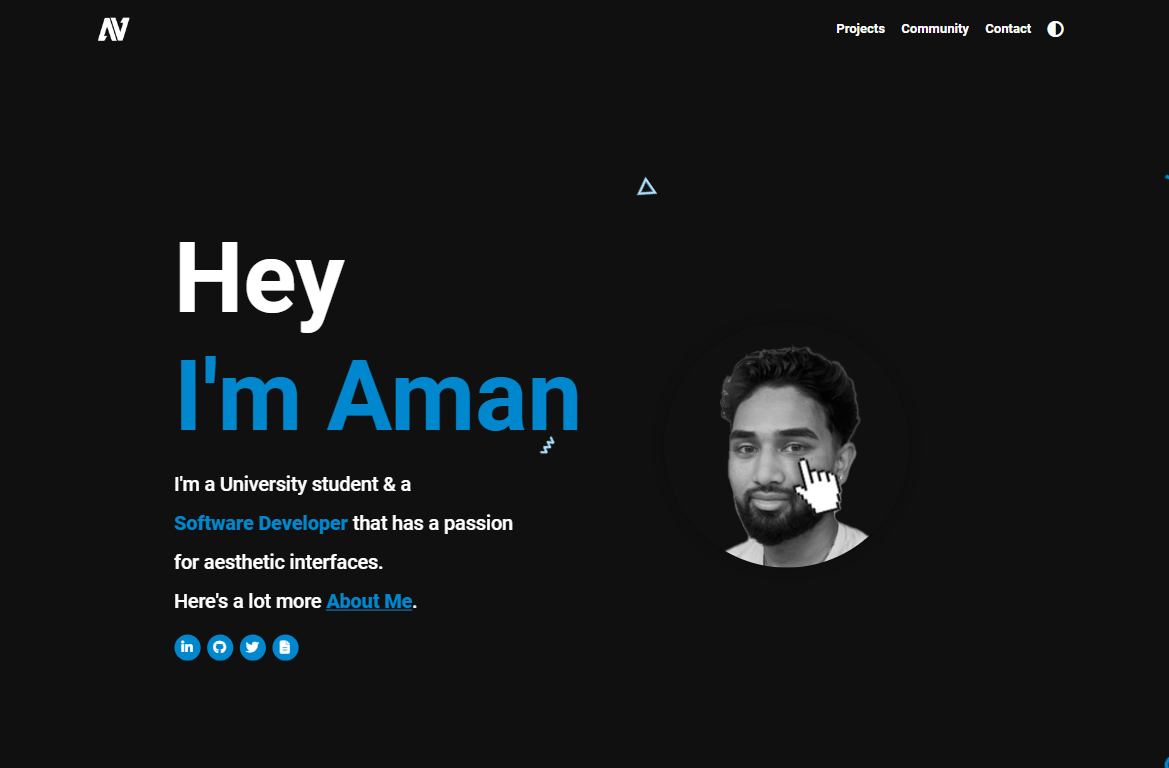 AV
Projects Community Contact
Hey
I'm Aman
I'm a University student & a
Software Developer that has a passion
for aesthetic interfaces.
Here's a lot more About Me.
in